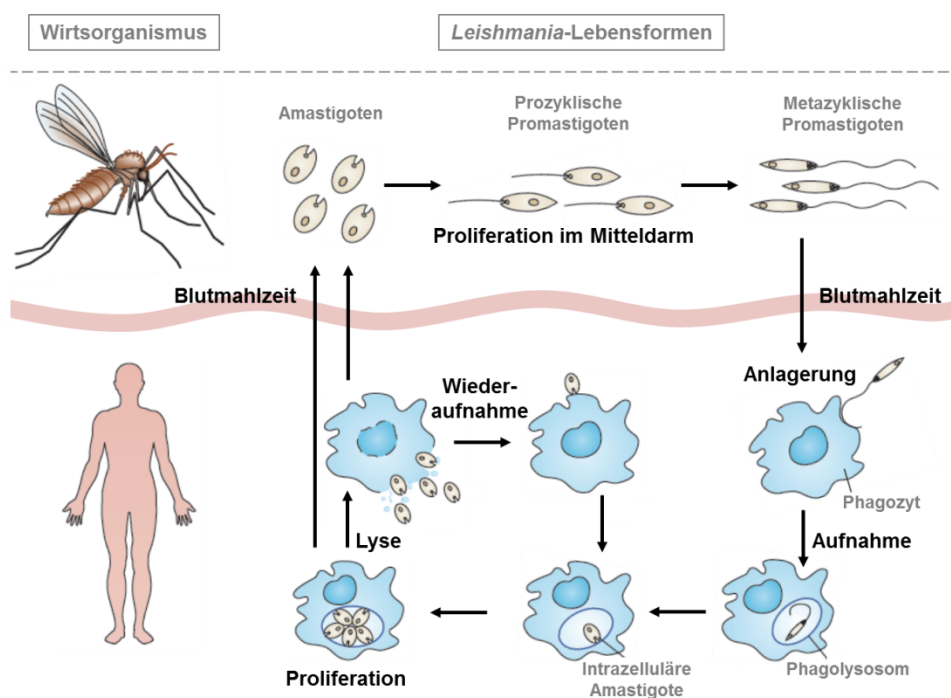 Wirtsorganismus
Leishmania-Lebensformen
Amastigoten
Prozyklische
Promastigoten
Metazyklische
Promastigoten
Proliferation im Mitteldarm
Blutmahlzeit
Blutmahlzeit
Wieder-
aufnahme
Anlagerung
Phagozyt
Lyse
Aufnahme
Proliferation
Intrazelluläre
Amastigote
Phagolysosom